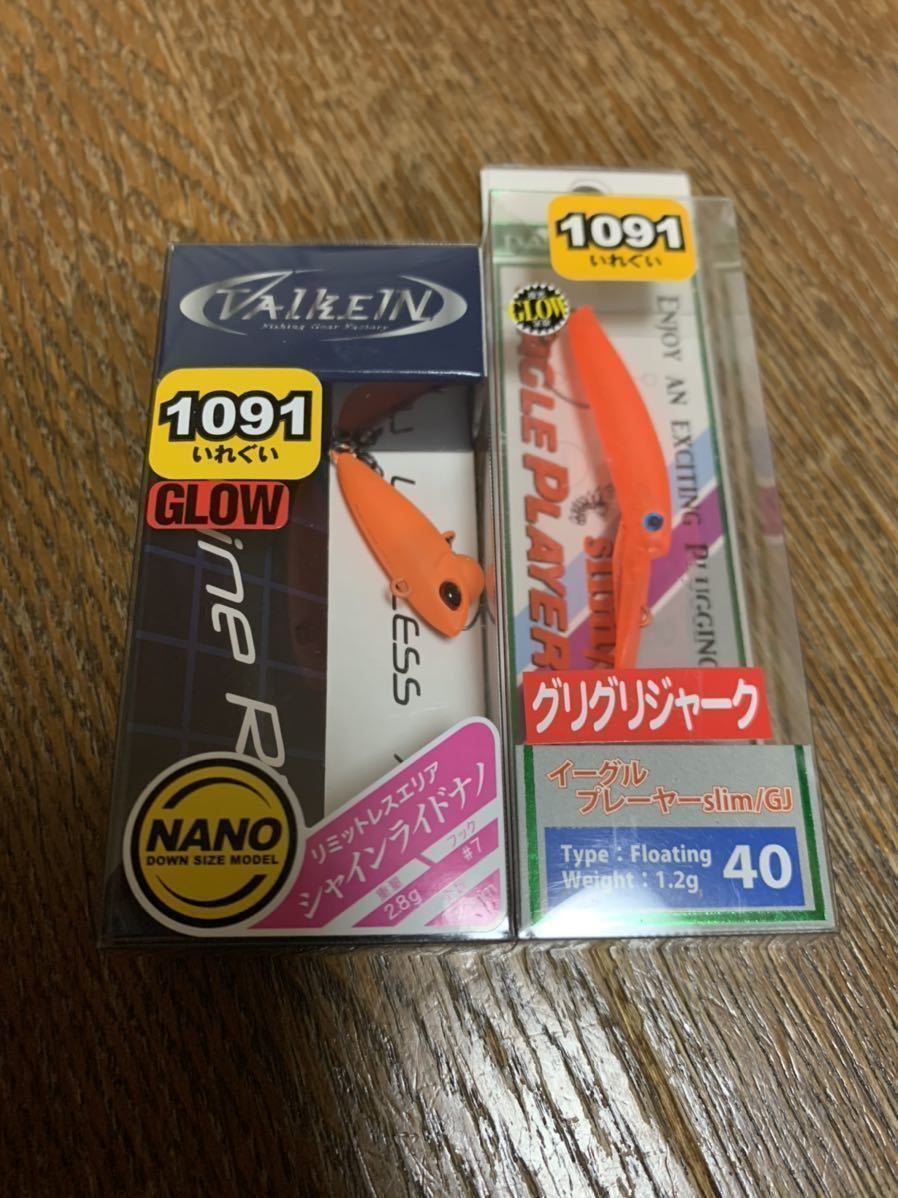 VALKEIN
Fishing Gear Factory
1091
いれぐい
GLOW
ine R
LESS
NANO
DOWN SIZE MODEL
リミットレスエリア
シャインライドナノ
フック
2.8g
#7
1091
いれぐい
GLOW
ENJOY AN EXCITING PLUGGING
PLAYER
グリグリジャーク
イーグル
プレーヤーslim/GJ
Type：Floating
Weight：1.2g
40